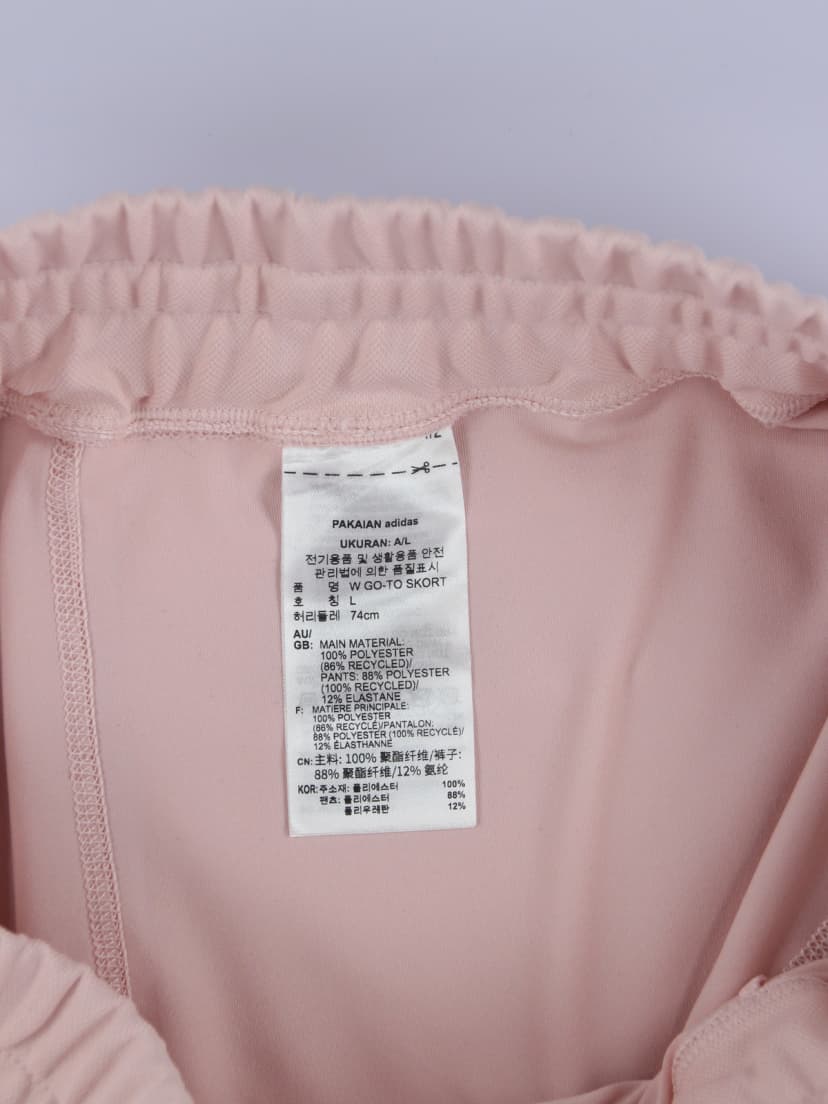 PAKAIAN adidas
UKURAN: A/L
전기용품 및 생활용품 안전
관리법에 의한 품질표시
품 명 W GO-TO SKORT
호 칭 L
허리둘레 74cm
AU/
GB: MAIN MATERIAL:
100% POLYESTER
(86% RECYCLED)/
PANTS: 88% POLYESTER
(100% RECYCLED)/
12% ELASTANE
F: MATIERE PRINCIPALE:
100% POLYESTER
(86% RECYCLÉ)/PANTALON:
88% POLYESTER (100% RECYCLÉ)/
12% ÉLASTHANNE
CN: 主料: 100% 聚酯纤维/裤子:
88% 聚酯纤维/12% 氨纶
KOR: 주소재: 폴리에스터 100%
팬츠: 폴리에스터 88%
폴리우레탄 12%